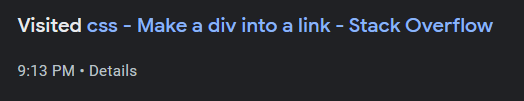 Visited css - Make a div into a link - Stack Overflow
9:13 PM • Details